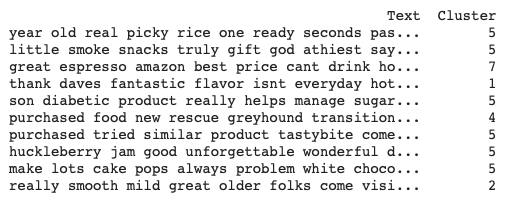 Text Cluster
year old real picky rice one ready seconds pas... 5
little smoke snacks truly gift god athiest say... 5
great espresso amazon best price cant drink ho... 7
thank daves fantastic flavor isnt everyday hot... 1
son diabetic product really helps manage sugar... 5
purchased food new rescue greyhound transition... 4
purchased tried similar product tastybite come... 5
huckleberry jam good unforgettable wonderful d... 5
make lots cake pops always problem white choco... 5
really smooth mild great older folks come visi... 2